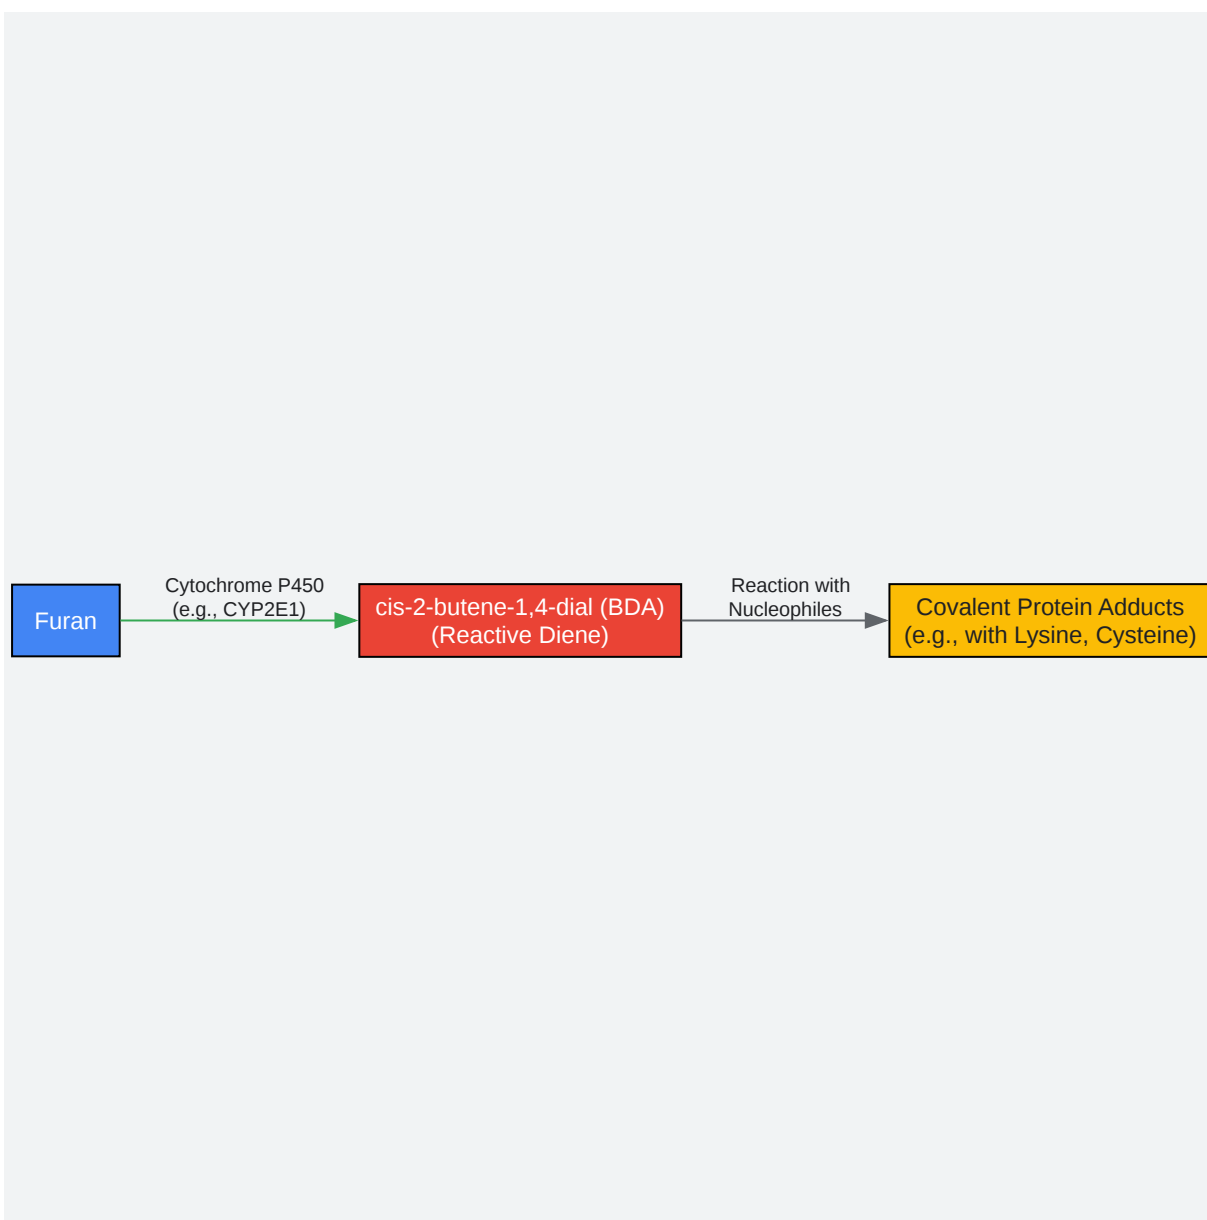 Furan
Cytochrome P450
(e.g., CYP2E1)
cis-2-butene-1,4-dial (BDA)
(Reactive Diene)
Reaction with
Nucleophiles
Covalent Protein Adducts
(e.g., with Lysine, Cysteine)